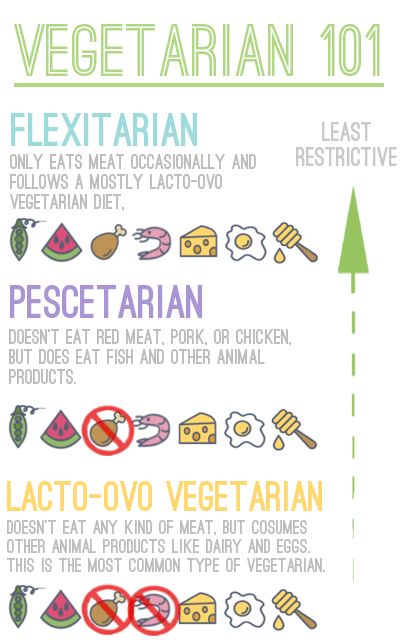 VEGETARIAN 101
FLEXITARIAN
LEAST
RESTRICTIVE
ONLY EATS MEAT OCCASIONALLY AND
FOLLOWS A MOSTLY LACTO-OVO
VEGETARIAN DIET.
PESCETARIAN
DOESN'T EAT RED MEAT, PORK, OR CHICKEN,
BUT DOES EAT FISH AND OTHER ANIMAL
PRODUCTS.
LACTO-OVO VEGETARIAN
DOESN'T EAT ANY KIND OF MEAT, BUT COSUMES
OTHER ANIMAL PRODUCTS LIKE DAIRY AND EGGS.
THIS IS THE MOST COMMON TYPE OF VEGETARIAN.